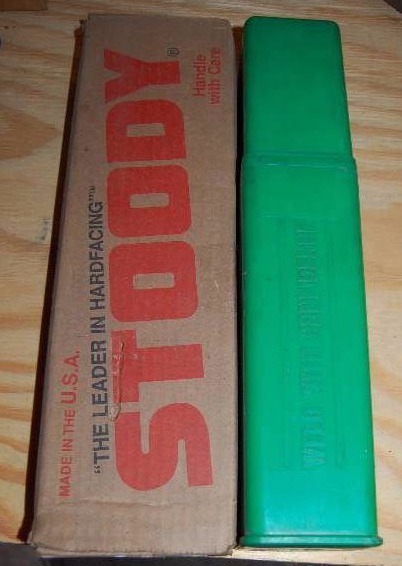 MADE IN THE U.S.A.
"THE LEADER IN HARDFACING"™
STOODY®
Handle
with Care